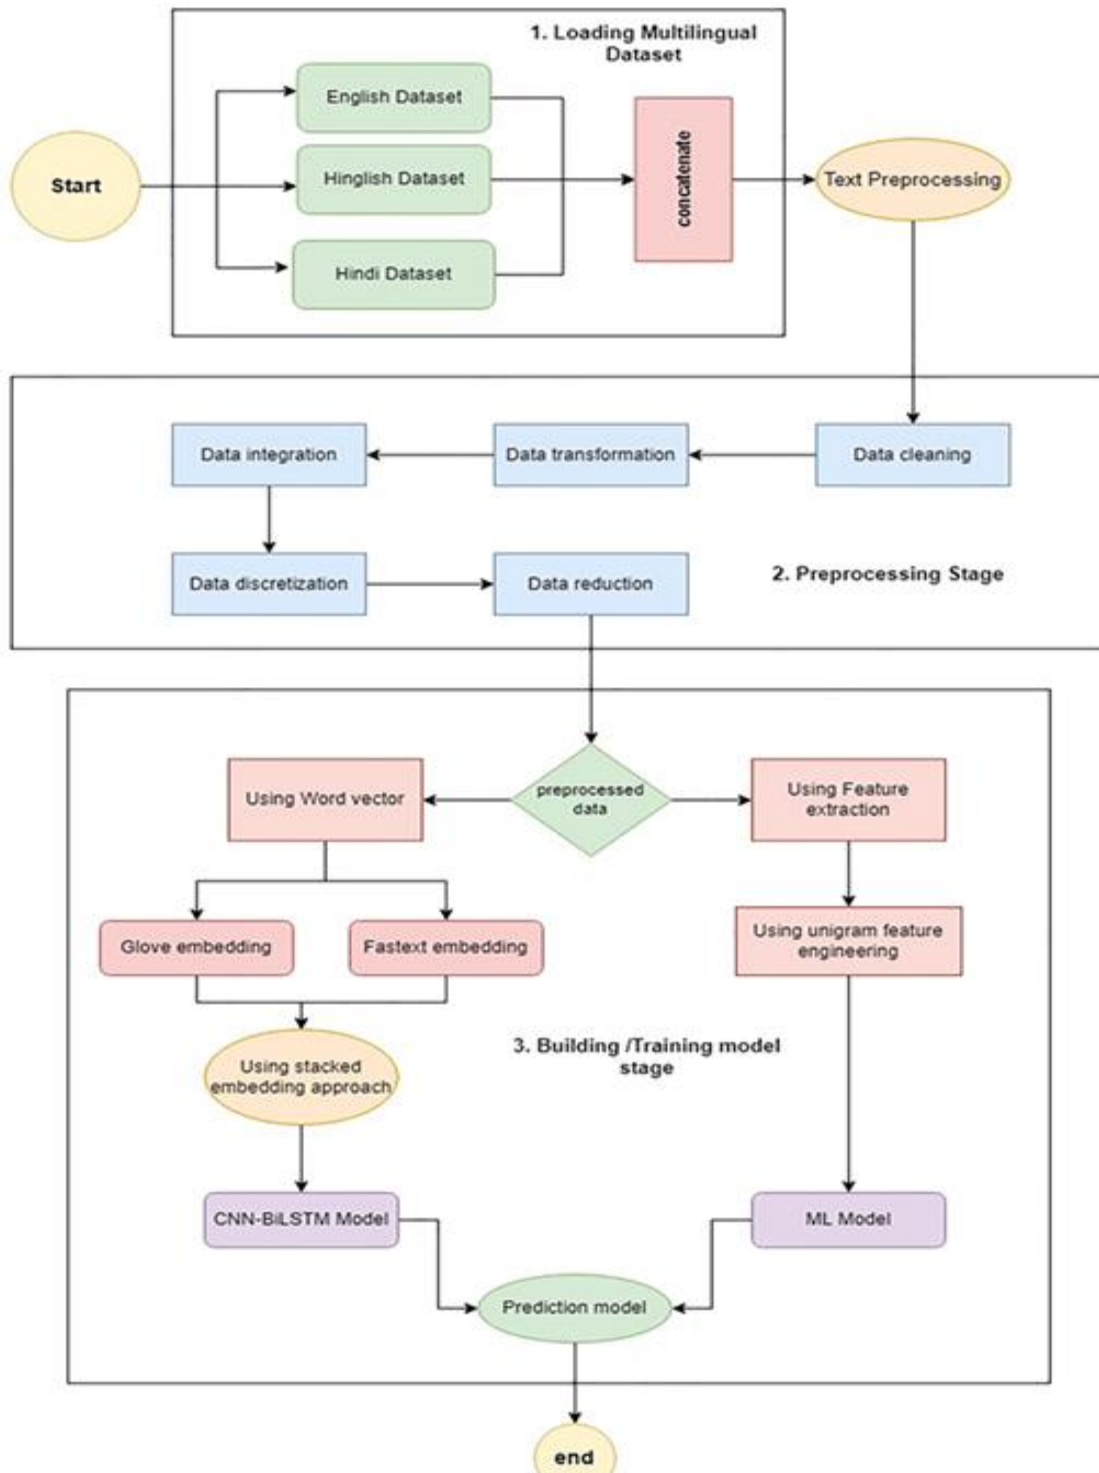 1. Loading Multilingual
Dataset
English Dataset
Start
Hinglish Dataset
concatenate
Text Preprocessing
Hindi Dataset
Data integration
Data transformation
Data cleaning
Data discretization
Data reduction
2. Preprocessing Stage
Using Word vector
preprocessed
data
Using Feature
extraction
Glove embedding
Fastext embedding
Using unigram feature
engineering
Using stacked
embedding approach
3. Building /Training model
stage
CNN-BiLSTM Model
ML Model
Prediction model
end